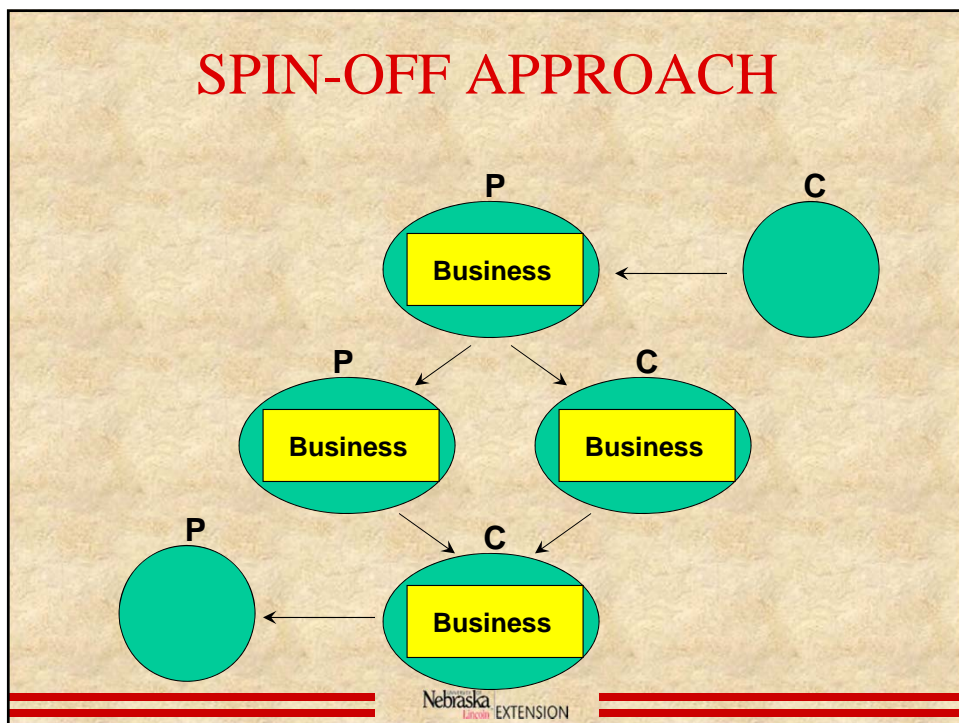 SPIN-OFF APPROACH
P
C
Business
P
C
Business
Business
P
C
Business
Nebraska
Lincoln EXTENSION